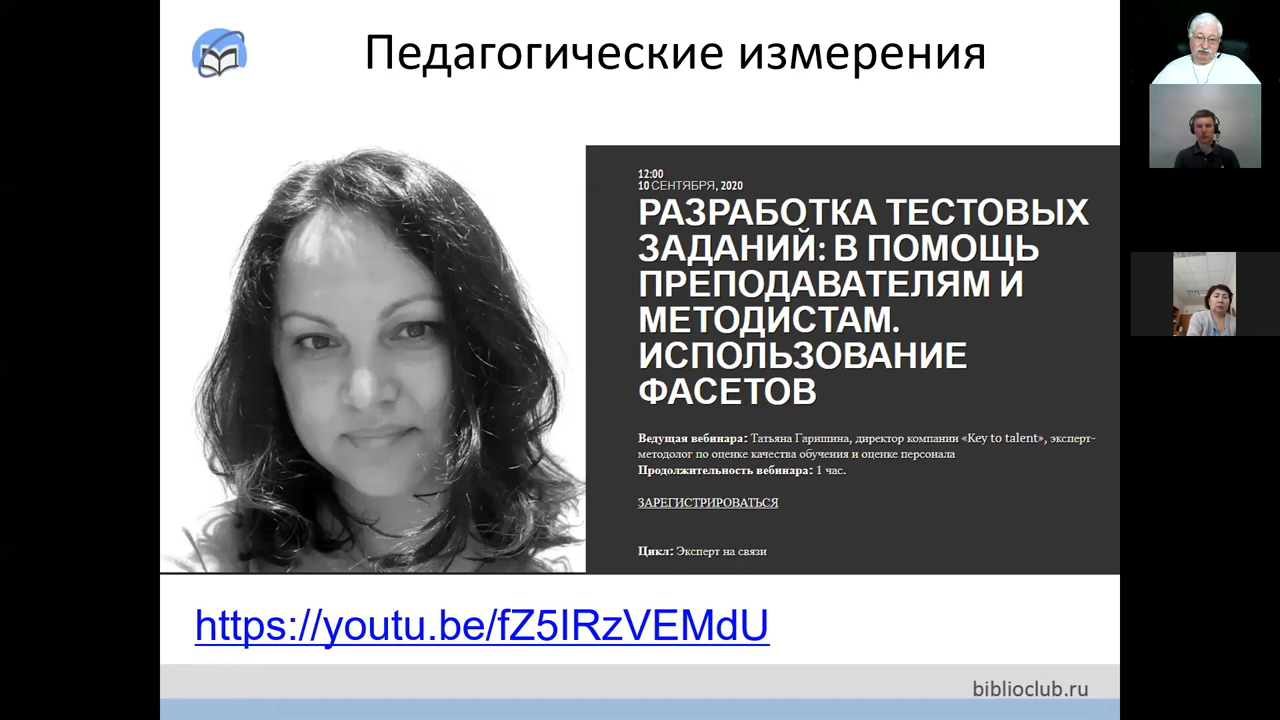 Педагогические измерения
12:00
10 СЕНТЯБРЯ, 2020
РАЗРАБОТКА ТЕСТОВЫХ
ЗАДАНИЙ: В ПОМОЩЬ
ПРЕПОДАВАТЕЛЯМ И
МЕТОДИСТАМ.
ИСПОЛЬЗОВАНИЕ
ФАСЕТОВ
Ведущая вебинара: Татьяна Гаришина, директор компании «Key to talent», эксперт-
методолог по оценке качества обучения и оценке персонала
Продолжительность вебинара: 1 час.
ЗАРЕГИСТРИРОВАТЬСЯ
Цикл: Эксперт на связи
https://youtu.be/fZ5IRzVEMdU
biblioclub.ru